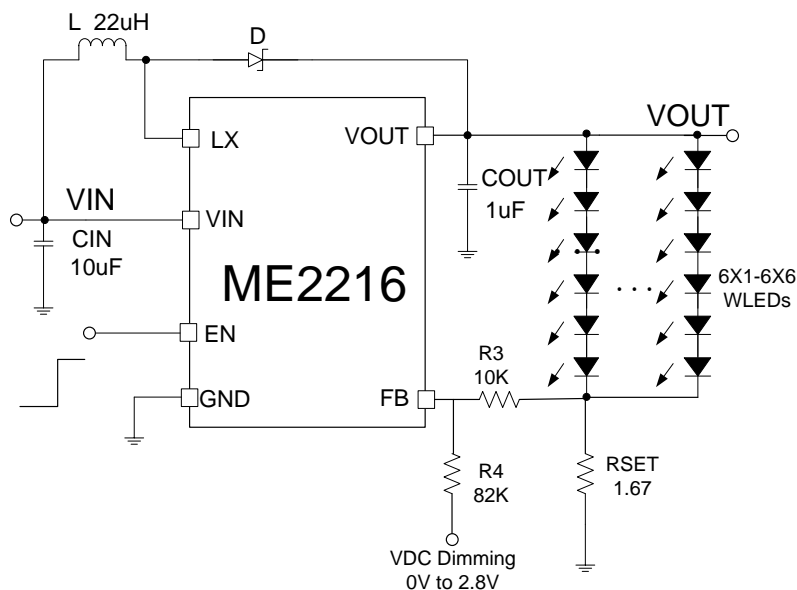 L 22uH
D
LX
VOUT
VOUT
VIN
VIN
CIN
10uF
COUT
1uF
ME2216
6X1-6X6
WLEDs
EN
GND
FB
R3
10K
R4
82K
RSET
1.67
VDC Dimming
0V to 2.8V